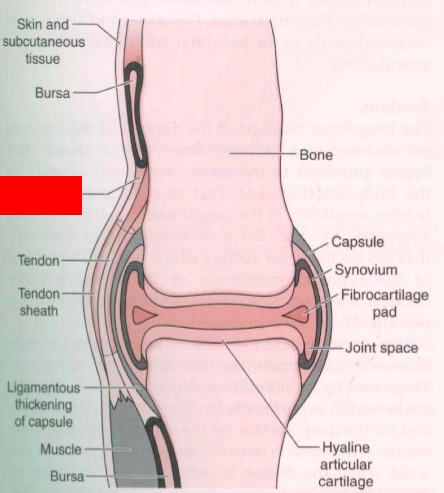 Skin and
subcutaneous
tissue
Bursa
Tendon
Tendon
sheath
Ligamentous
thickening
of capsule
Muscle
Bursa
Bone
Capsule
Synovium
Fibrocartilage
pad
Joint space
Hyaline
articular
cartilage